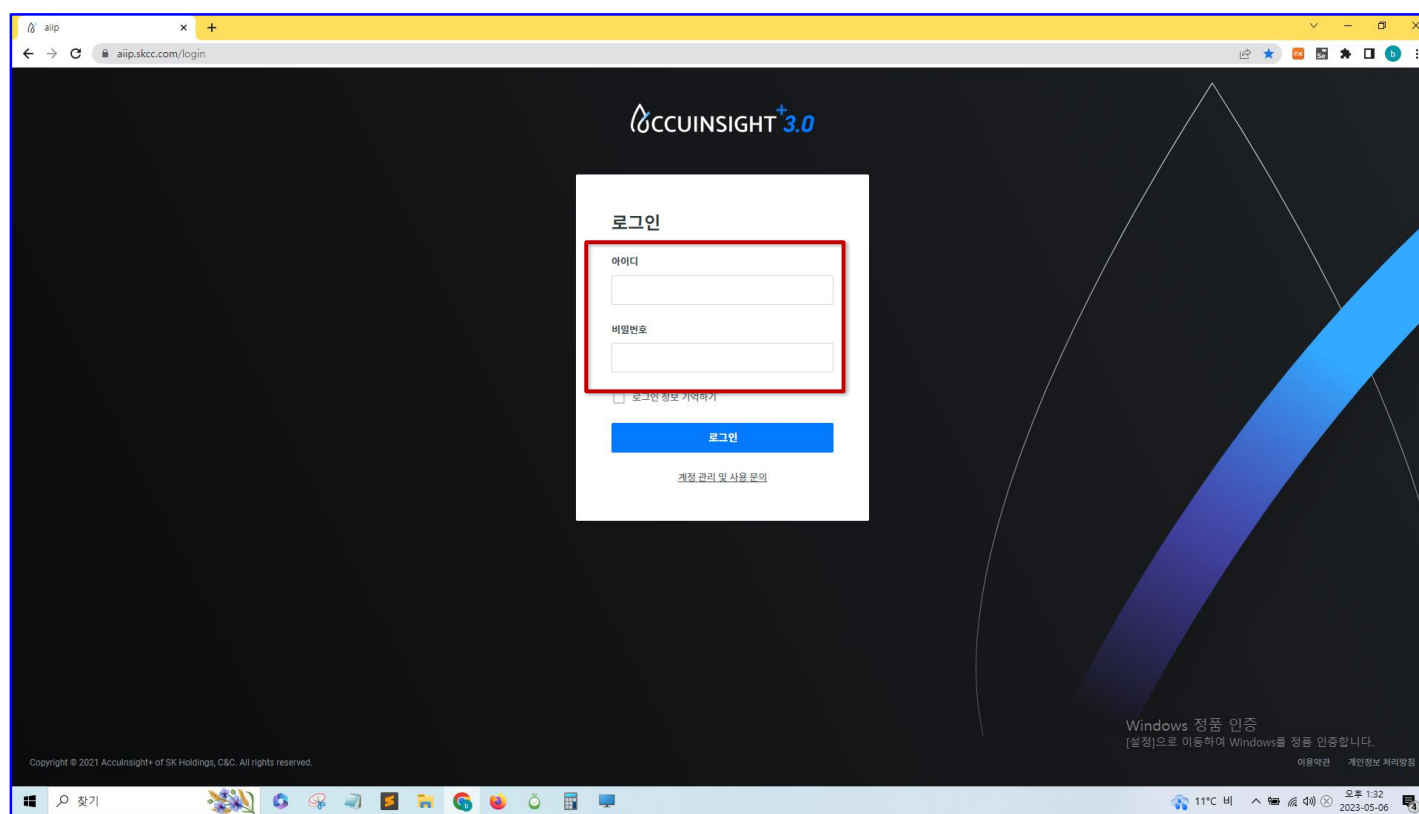 aiip
aiip.skcc.com/login
ACCUINSIGHT+ 3.0
로그인
아이디
비밀번호
로그인 정보 기억하기
로그인
계정 관리 및 사용 문의
Windows 정품 인증
[설정]으로 이동하여 Windows를 정품 인증합니다.
Copyright © 2021 AccuInsight+ of SK Holdings, C&C. All rights reserved.
이용약관 개인정보 처리방침
찾기
11°C 비
오후 1:32
2023-05-06
4